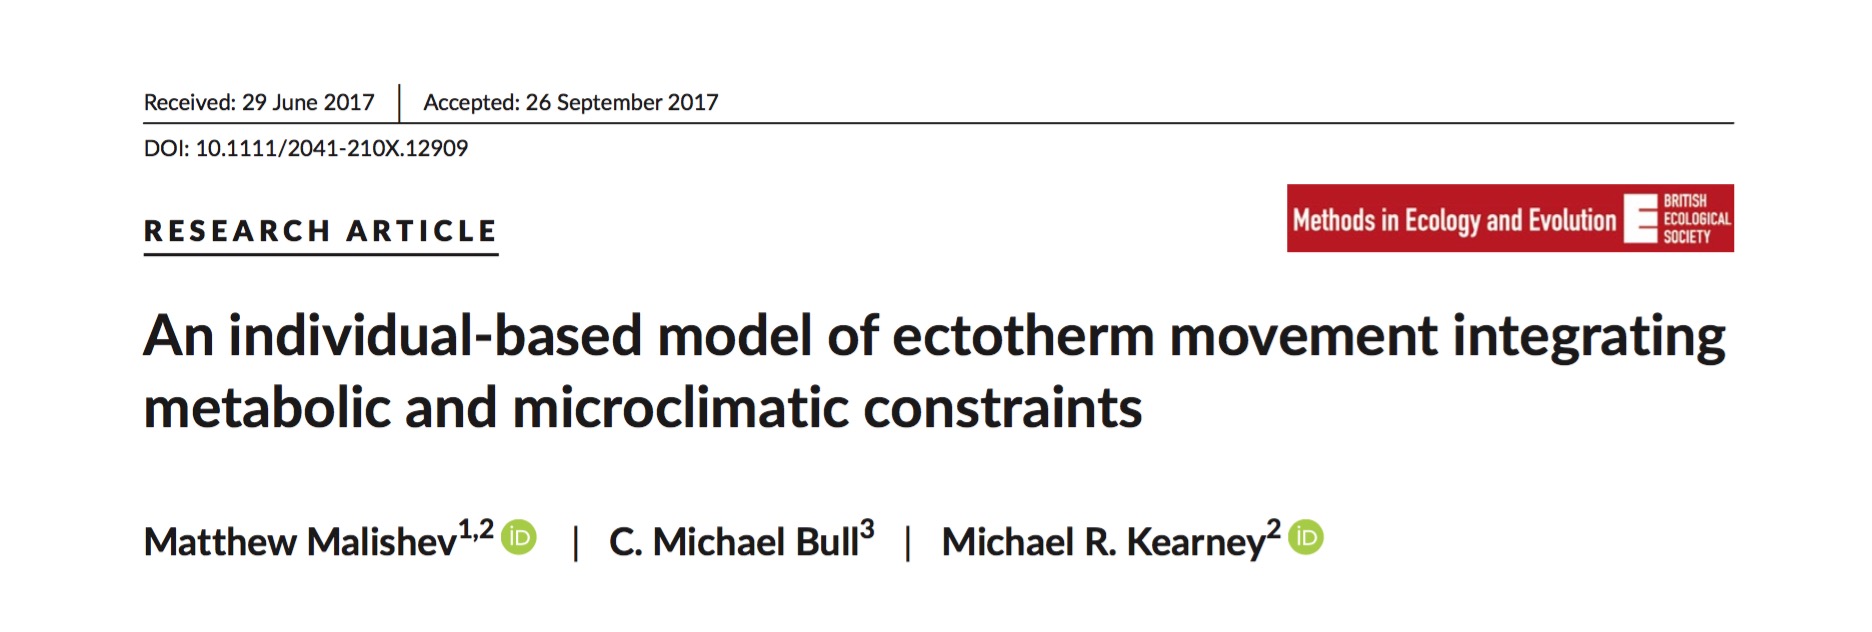 Received: 29 June 2017 | Accepted: 26 September 2017
DOI: 10.1111/2041-210X.12909
RESEARCH ARTICLE
Methods in Ecology and Evolution
BRITISH
ECOLOGICAL
SOCIETY
An individual-based model of ectotherm movement integrating
metabolic and microclimatic constraints
Matthew Malishev1,2 iD | C. Michael Bull3 | Michael R. Kearney2 iD